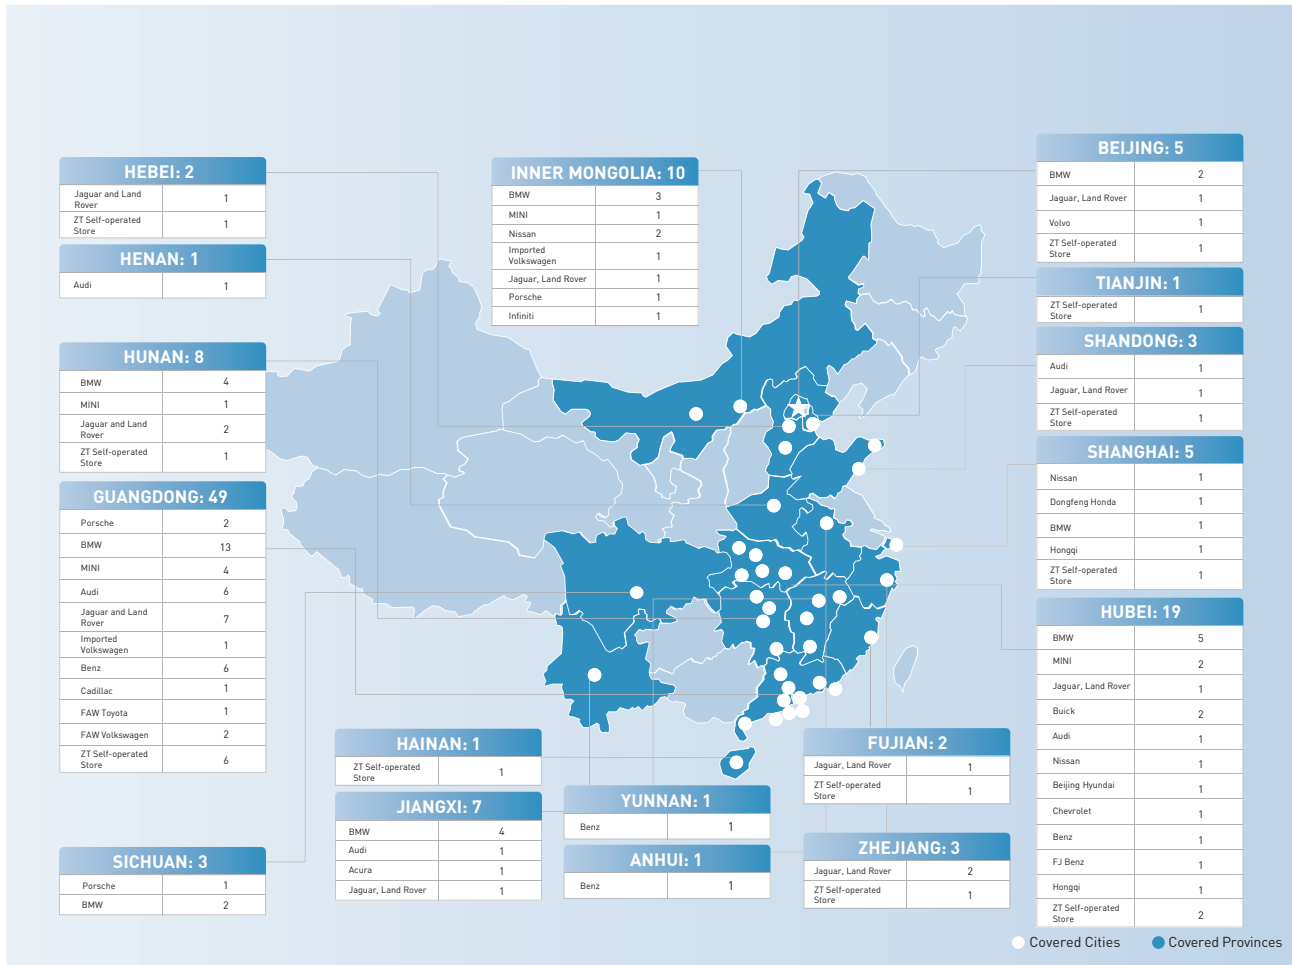 HEBEI: 2
Jaguar and Land
Rover
1
ZT Self-operated
Store
1
HENAN: 1
Audi 1
HUNAN: 8
BMW 4
MINI 1
Jaguar and Land
Rover
2
ZT Self-operated
Store
1
GUANGDONG: 49
Porsche 2
BMW 13
MINI 4
Audi 6
Jaguar and Land
Rover
7
Imported
Volkswagen
1
Benz 6
Cadillac 1
FAW Toyota 1
FAW Volkswagen 2
ZT Self-operated
Store
6
SICHUAN: 3
Porsche 1
BMW 2
INNER MONGOLIA: 10
BMW 3
MINI 1
Nissan 2
Imported
Volkswagen
1
Jaguar, Land Rover 1
Porsche 1
Infiniti 1
HAINAN: 1
ZT Self-operated
Store
1
JIANGXI: 7
BMW 4
Audi 1
Acura 1
Jaguar, Land Rover 1
YUNNAN: 1
Benz 1
ANHUI: 1
Benz 1
FUJIAN: 2
Jaguar, Land Rover 1
ZT Self-operated
Store
1
ZHEJIANG: 3
Jaguar, Land Rover 2
ZT Self-operated
Store
1
BEIJING: 5
BMW 2
Jaguar, Land Rover 1
Volvo 1
ZT Self-operated
Store
1
TIANJIN: 1
ZT Self-operated
Store
1
SHANDONG: 3
Audi 1
Jaguar, Land Rover 1
ZT Self-operated
Store
1
SHANGHAI: 5
Nissan 1
Dongfeng Honda 1
BMW 1
Hongqi 1
ZT Self-operated
Store
1
HUBEI: 19
BMW 5
MINI 2
Jaguar, Land Rover 1
Buick 2
Audi 1
Nissan 1
Beijing Hyundai 1
Chevrolet 1
Benz 1
FJ Benz 1
Hongqi 1
ZT Self-operated
Store
2
Covered Cities
Covered Provinces